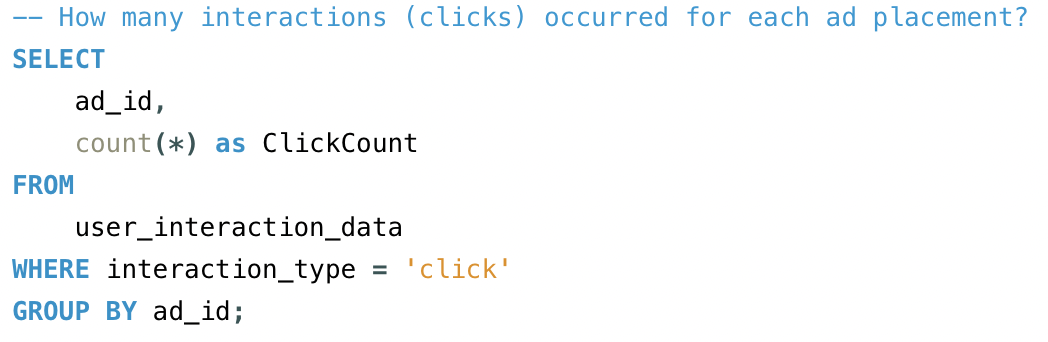 -- How many interactions (clicks) occurred for each ad placement?
SELECT
    ad_id,
    count(*) as ClickCount
FROM
    user_interaction_data
WHERE interaction_type = 'click'
GROUP BY ad_id;